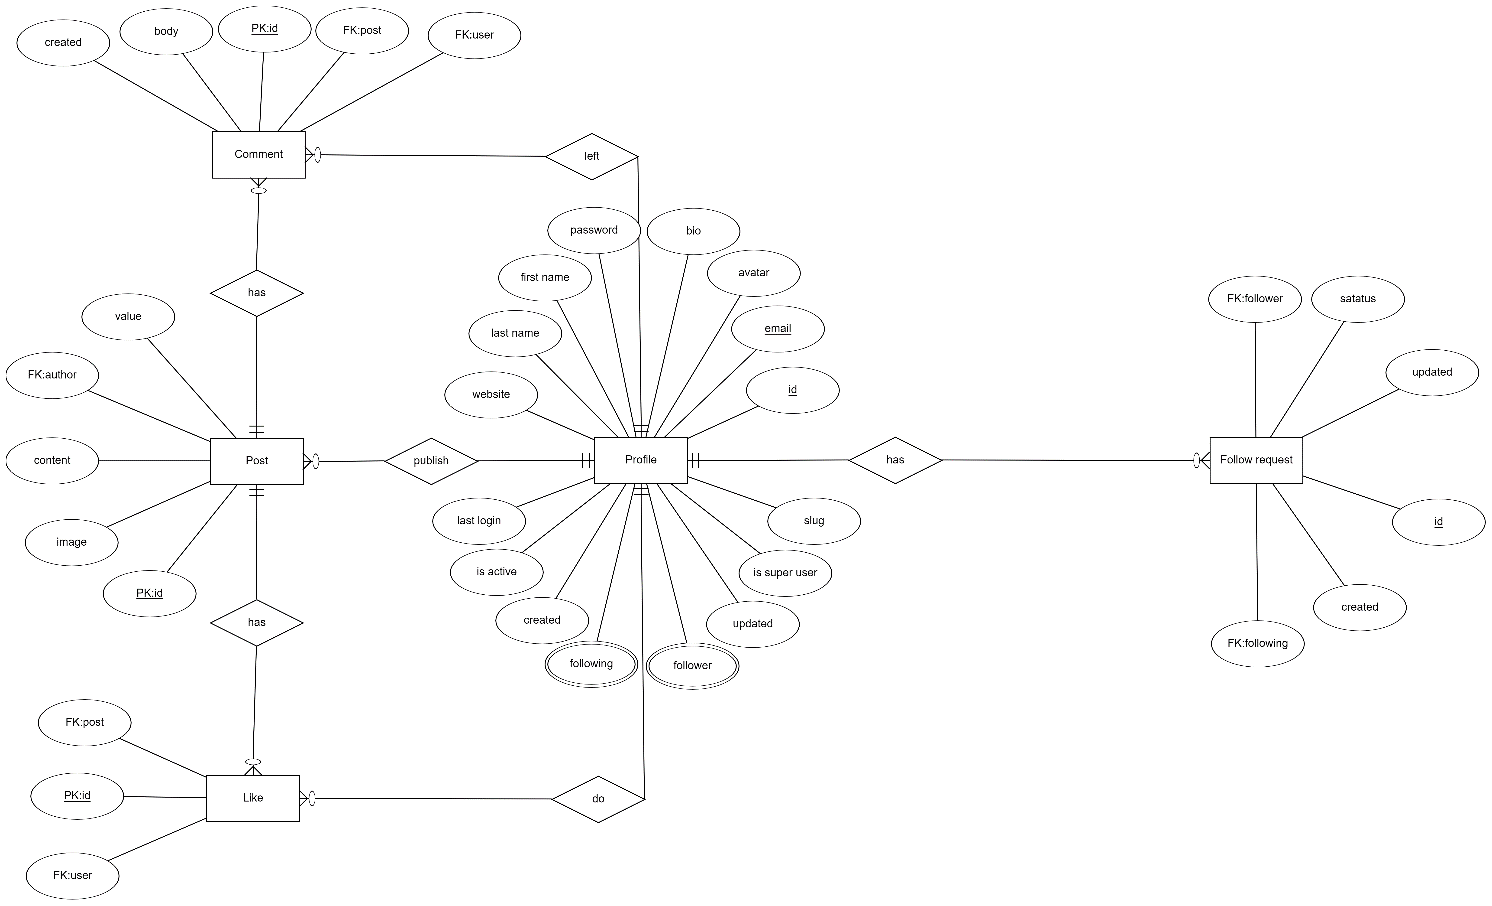 created
body
PK:id
FK:post
FK:user
Comment
left
has
password
bio
first name
avatar
last name
email
website
id
value
FK:author
content
image
PK:id
Post
publish
Profile
has
last login
is active
created
following
follower
updated
is super user
slug
FK:follower
satatus
updated
Follow request
id
created
FK:following
has
FK:post
PK:id
FK:user
Like
do